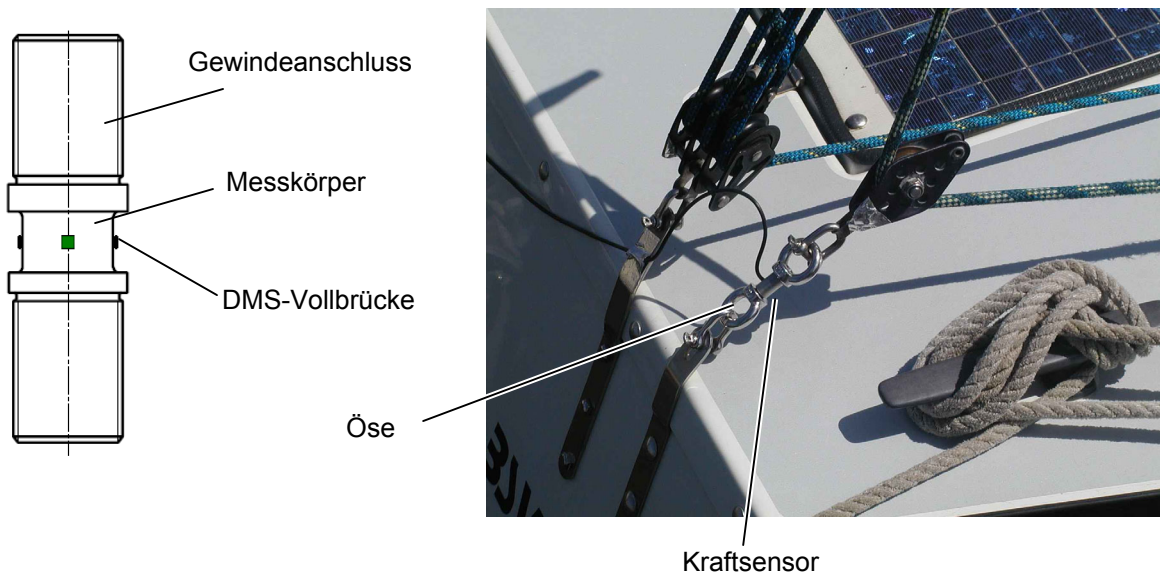 Gewindeanschluss
Messkörper
DMS-Vollbrücke
Öse
Kraftsensor